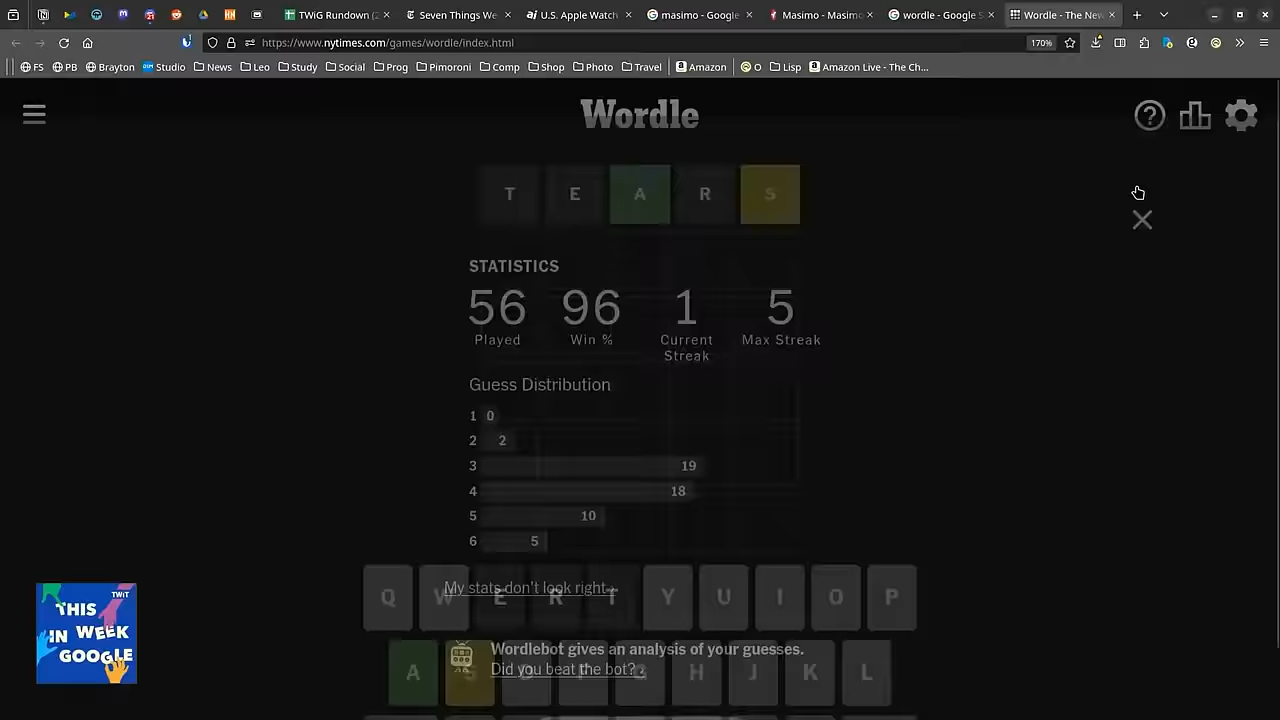 TWiG Rundown (2
Seven Things We
U.S. Apple Watch
masimo - Google
Masimo - Masimo
wordle - Google S
Wordle - The New
https://www.nytimes.com/games/wordle/index.html
170%
FS PB Brayton Studio News Leo Study Social Prog Pimoroni Comp Shop Photo Travel Amazon O Lisp Amazon Live - The Ch…
Wordle
T E A R S
STATISTICS
56 96 1 5
Played Win % Current Streak Max Streak
Guess Distribution
1 0
2 2
3 19
4 18
5 10
6 5
Q W E R T Y U I O P
My stats don't look right
Wordlebot gives an analysis of your guesses.
Did you beat the bot?
A S D F G H J K L
TWiT
THIS
IN WEEK
GOOGLE